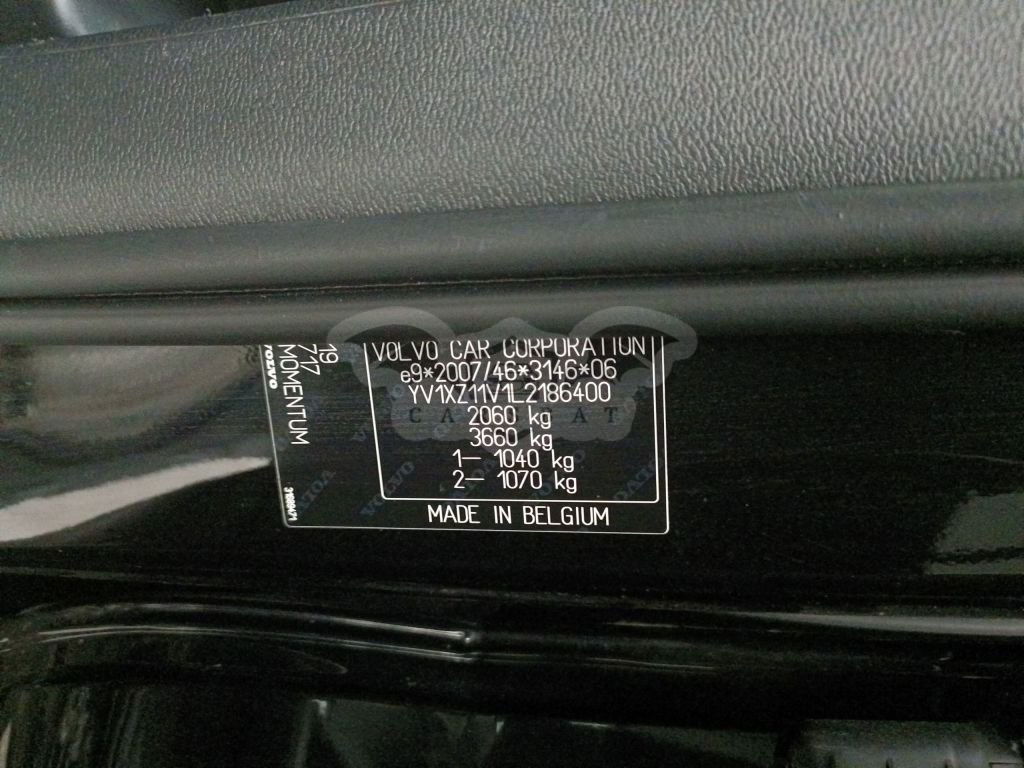 VOLVO CAR CORPORATION
e9*2007/46*3146*06
YV1XZ11V1L2186400
2060 kg
3660 kg
1– 1040 kg
2– 1070 kg
MADE IN BELGIUM
19
717
MOMENTUM
VOLVO